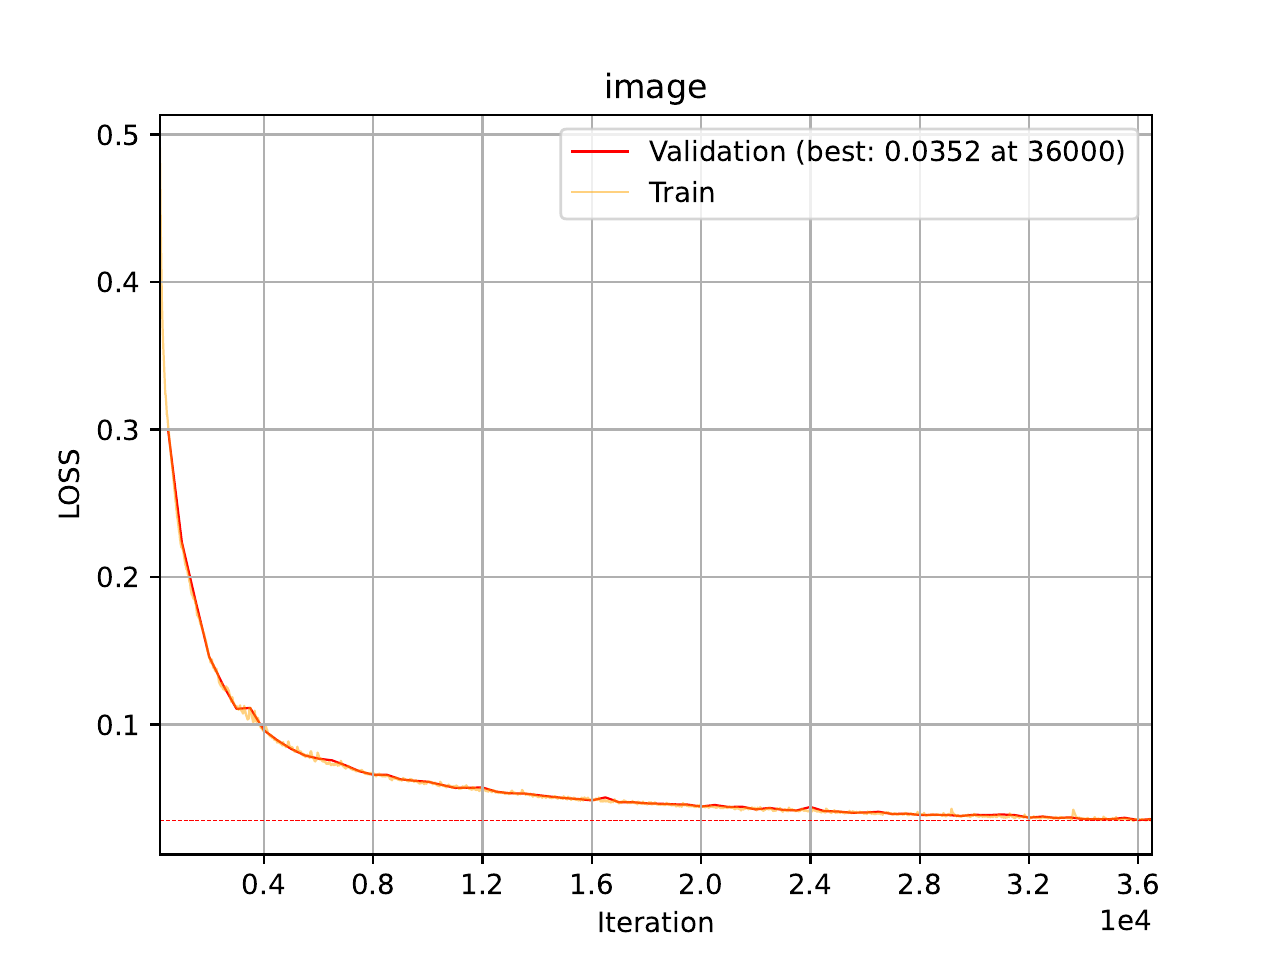 image
Validation (best: 0.0352 at 36000)
Train
0.5
0.4
0.3
0.2
0.1
LOSS
0.4 0.8 1.2 1.6 2.0 2.4 2.8 3.2 3.6
1e4
Iteration